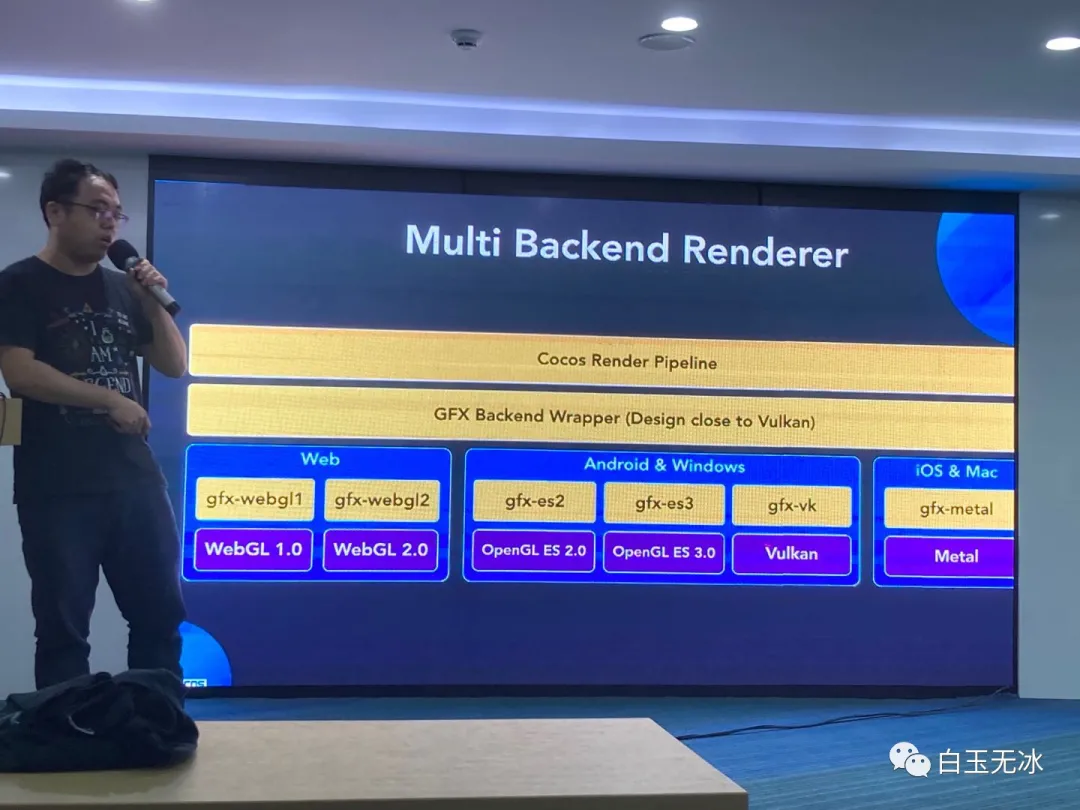 Multi Backend Renderer
Cocos Render Pipeline
GFX Backend Wrapper (Design close to Vulkan)
Web
gfx-webgl1 gfx-webgl2
WebGL 1.0 WebGL 2.0
Android & Windows
gfx-es2 gfx-es3 gfx-vk
OpenGL ES 2.0 OpenGL ES 3.0 Vulkan
iOS & Mac
gfx-metal
Metal
I
AM
白玉无冰